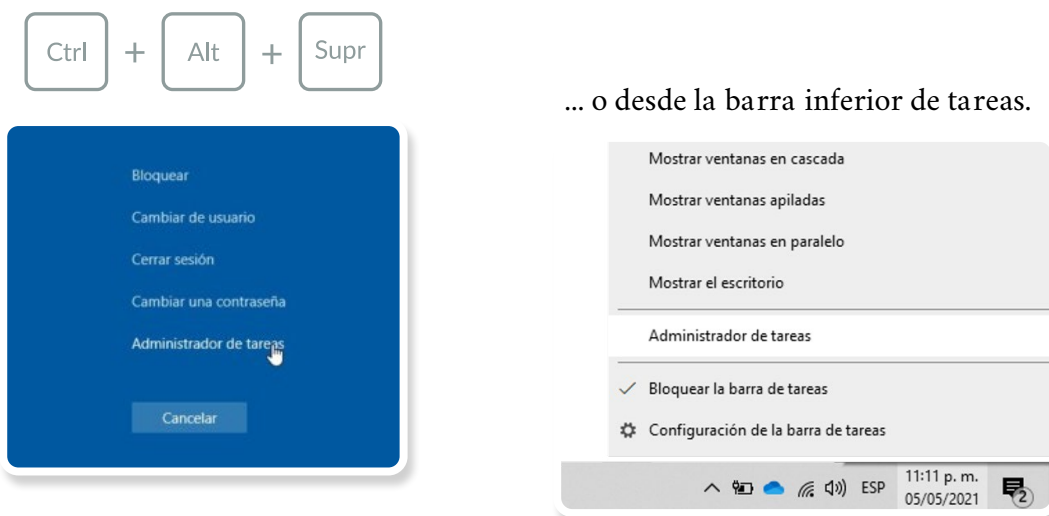 Ctrl + Alt + Supr
Bloquear
Cambiar de usuario
Cerrar sesión
Cambiar una contraseña
Administrador de tareas
Cancelar
... o desde la barra inferior de tareas.
Mostrar ventanas en cascada
Mostrar ventanas apiladas
Mostrar ventanas en paralelo
Mostrar el escritorio
Administrador de tareas
Bloquear la barra de tareas
Configuración de la barra de tareas
ESP
11:11 p. m.
05/05/2021
2